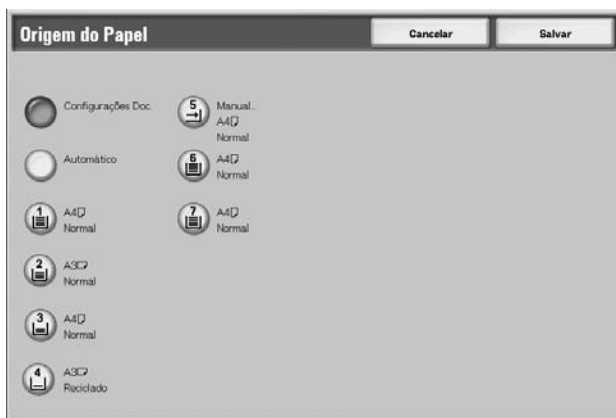 Origem do Papel
Cancelar
Salvar
Configurações Doc.
Automático
1
A4
Normal
2
A3
Normal
3
A4
Normal
4
A3
Reciclado
5
Manual...
A4
Normal
6
A4
Normal
7
A4
Normal